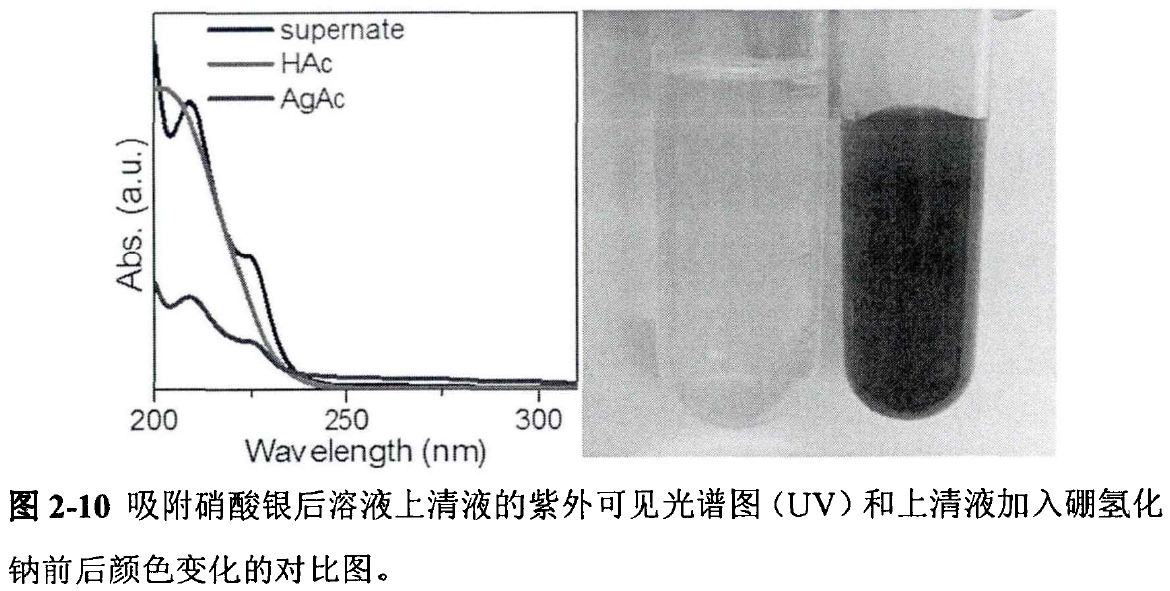 supernate
HAc
AgAc
Abs. (a.u.)
200
250
300
Wavelength (nm)
图 2-10 吸附硝酸银后溶液上清液的紫外可见光谱图（UV）和上清液加入硼氢化
钠前后颜色变化的对比图。